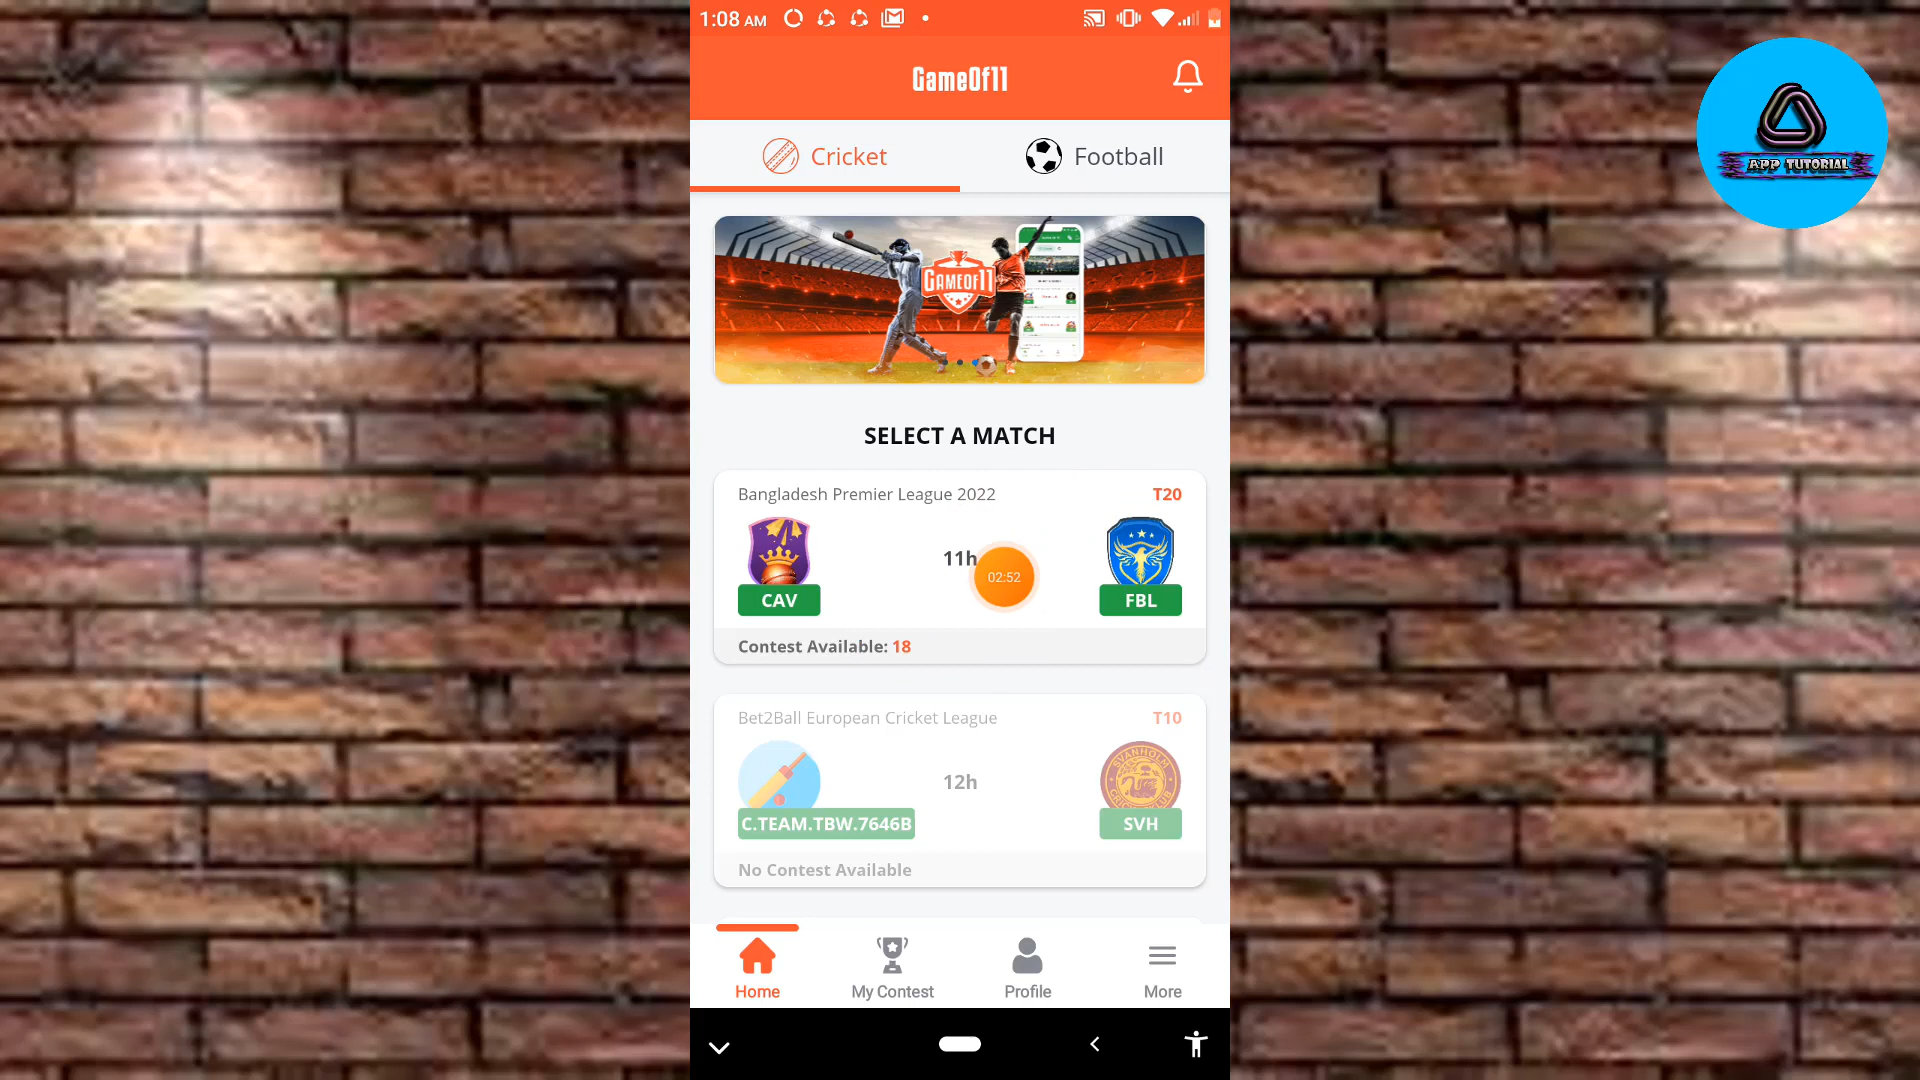 1:08 AM
GameOf11
Cricket
Football
GAMEOF11
SELECT A MATCH
Bangladesh Premier League 2022
T20
11h
02:52
CAV
FBL
Contest Available: 18
Bet2Ball European Cricket League
T10
12h
SVANHOLM
C.TEAM.TBW.7646B
SVH
No Contest Available
Home
My Contest
Profile
More
APP TUTORIAL